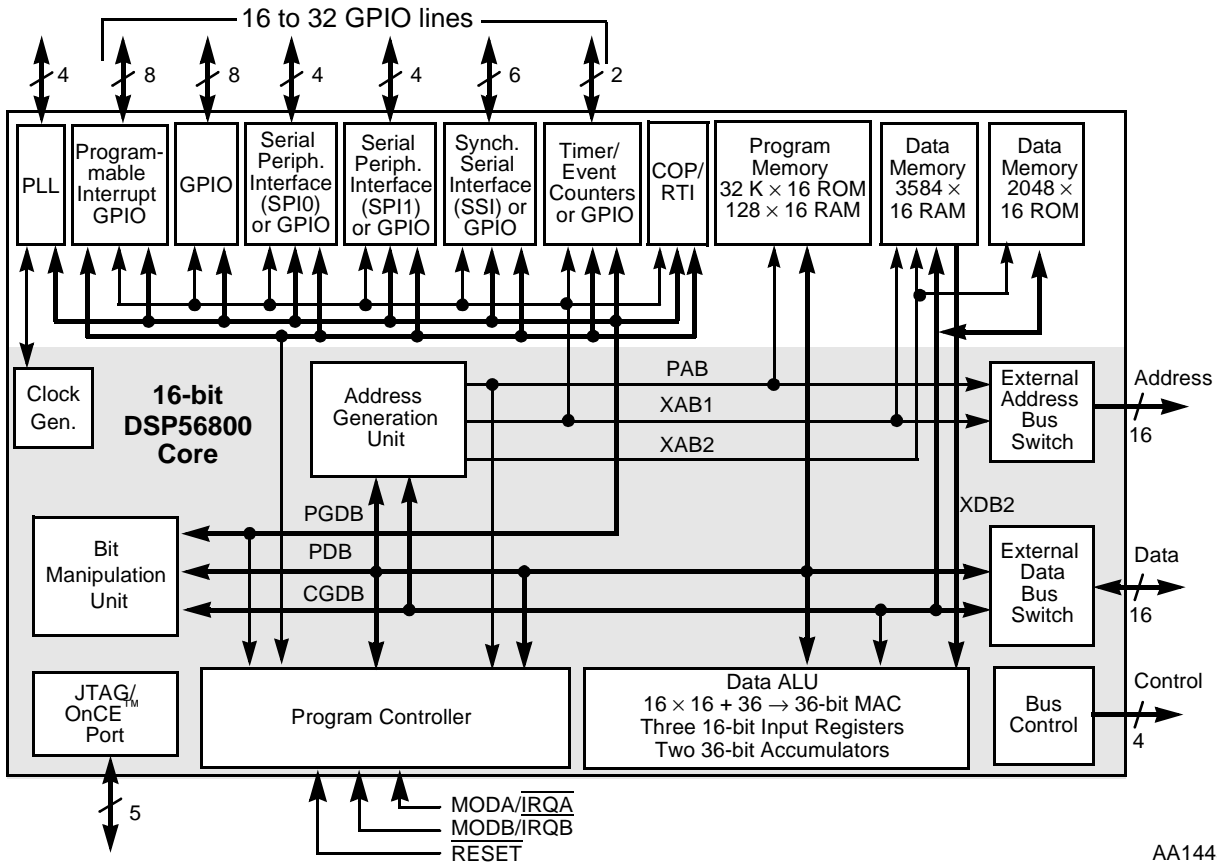 16 to 32 GPIO lines
4
8
8
4
4
6
2
PLL
Program-
mable
Interrupt
GPIO
GPIO
Serial
Periph.
Interface
(SPI0)
or GPIO
Serial
Periph.
Interface
(SPI1)
or GPIO
Synch.
Serial
Interface
(SSI) or
GPIO
Timer/
Event
Counters
or GPIO
COP/
RTI
Program
Memory
32 K × 16 ROM
128 × 16 RAM
Data
Memory
3584 ×
16 RAM
Data
Memory
2048 ×
16 ROM
Clock
Gen.
16-bit
DSP56800
Core
Address
Generation
Unit
PAB
XAB1
XAB2
External
Address
Bus
Switch
Address
16
PGDB
PDB
CGDB
XDB2
Bit
Manipulation
Unit
External
Data
Bus
Switch
Data
16
JTAG/
OnCE™
Port
Program Controller
Data ALU
16 × 16 + 36 → 36-bit MAC
Three 16-bit Input Registers
Two 36-bit Accumulators
Bus
Control
Control
4
5
MODA/I̅R̅Q̅A̅
MODB/I̅R̅Q̅B̅
R̅E̅S̅E̅T̅
AA144